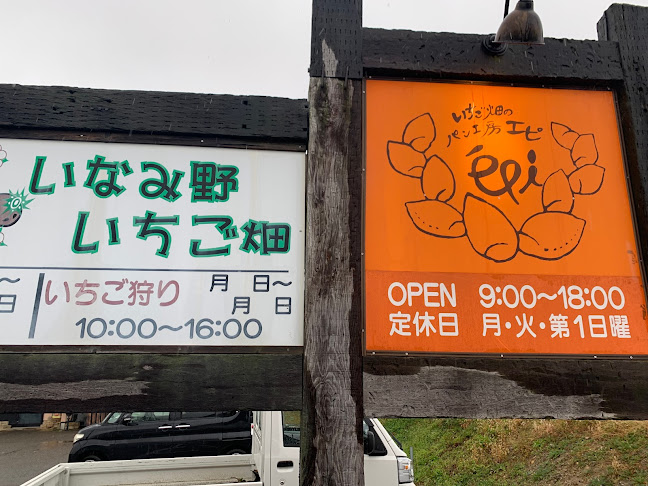 いなみ野
いちご畑
〜
日
いちご狩り
月 日〜
月 日
10:00〜16:00
いちご畑の
パン工房 エピ
épi
OPEN 9:00〜18:00
定休日 月・火・第1日曜